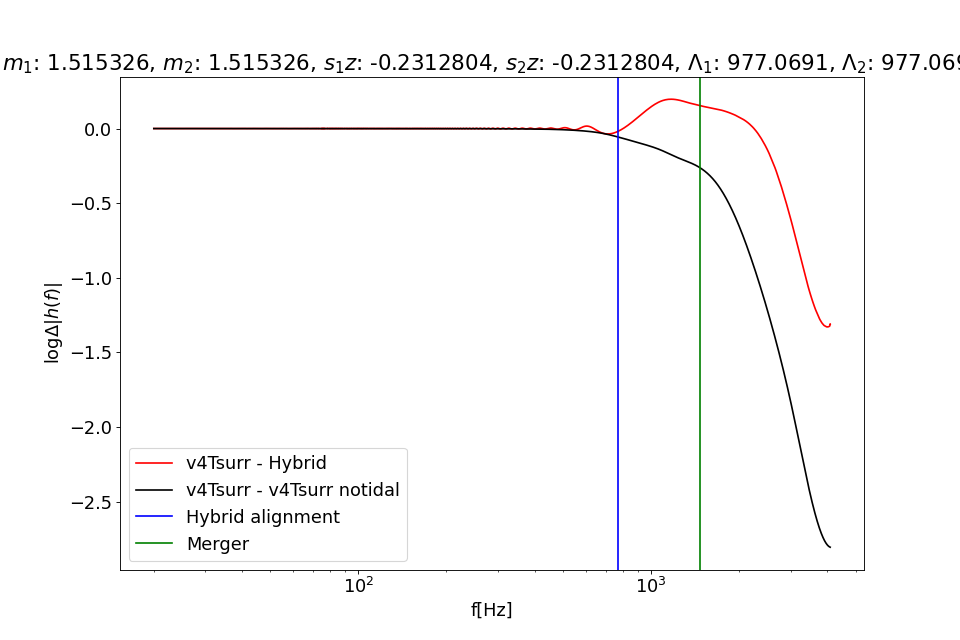 m₁: 1.515326, m₂: 1.515326, s₁z: -0.2312804, s₂z: -0.2312804, Λ₁: 977.0691, Λ₂: 977.069
logΔ|h(f)|
0.0
−0.5
−1.0
−1.5
−2.0
−2.5
v4Tsurr - Hybrid
v4Tsurr - v4Tsurr notidal
Hybrid alignment
Merger
10² 10³
f[Hz]